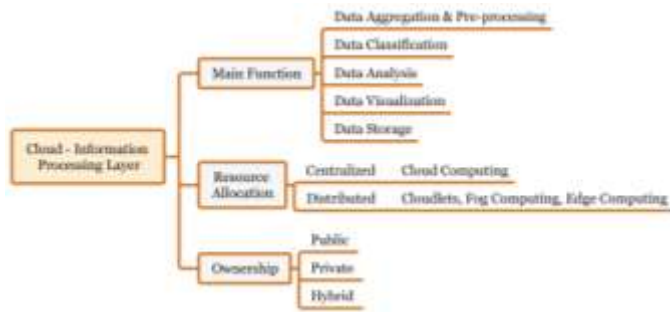 Cloud - Information
Processing Layer
Main Function
Data Aggregation & Pre-processing
Data Classification
Data Analysis
Data Visualization
Data Storage
Resource
Allocation
Centralized Cloud Computing
Distributed Cloudlets, Fog Computing, Edge Computing
Ownership
Public
Private
Hybrid